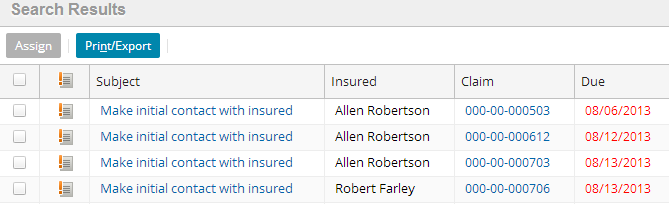 Search Results
Assign Print/Export
Subject Insured Claim Due
Make initial contact with insured Allen Robertson 000-00-000503 08/06/2013
Make initial contact with insured Allen Robertson 000-00-000612 08/12/2013
Make initial contact with insured Allen Robertson 000-00-000703 08/13/2013
Make initial contact with insured Robert Farley 000-00-000706 08/13/2013